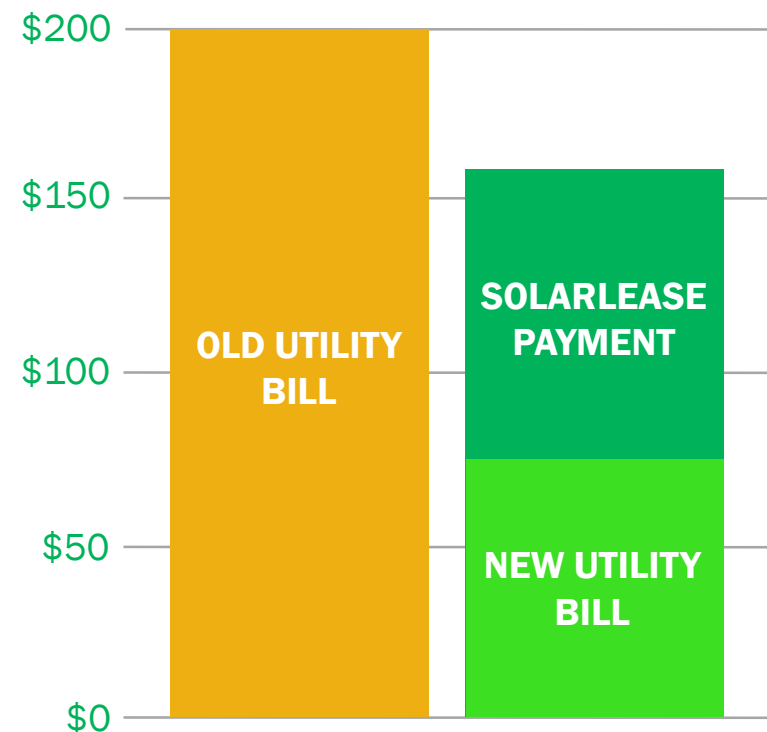 $200
$150
$100
$50
$0
OLD UTILITY
BILL
SOLARLEASE
PAYMENT
NEW UTILITY
BILL